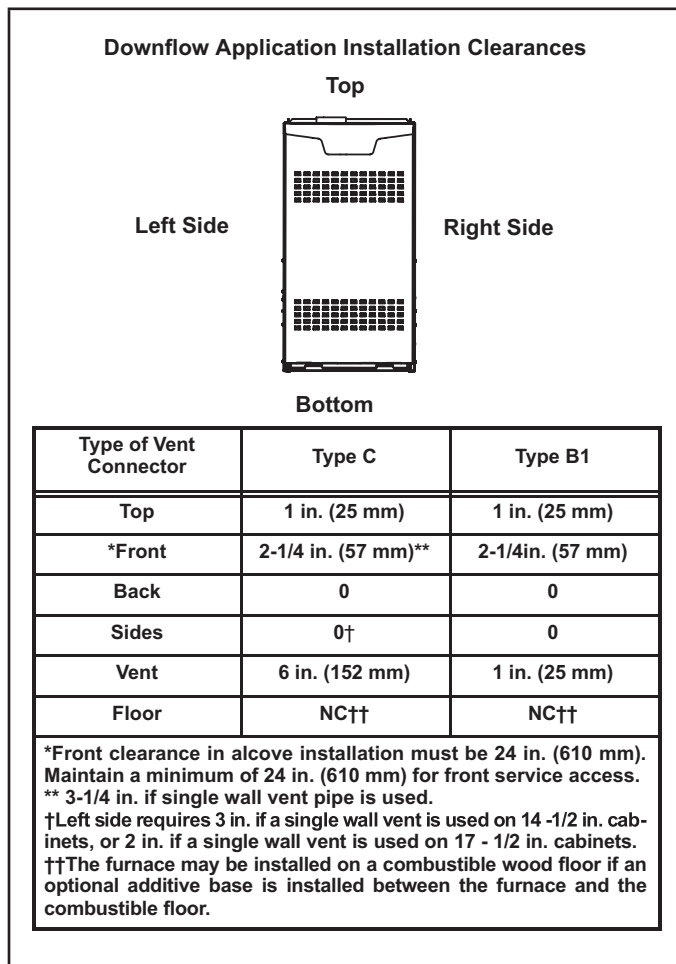 Downflow Application Installation Clearances
Top
Left Side
Right Side
Bottom
Type of Vent
Connector
Type C
Type B1
Top
1 in. (25 mm)
1 in. (25 mm)
*Front
2-1/4 in. (57 mm)**
2-1/4in. (57 mm)
Back
0
0
Sides
0†
0
Vent
6 in. (152 mm)
1 in. (25 mm)
Floor
NC††
NC††
*Front clearance in alcove installation must be 24 in. (610 mm).
Maintain a minimum of 24 in. (610 mm) for front service access.
** 3-1/4 in. if single wall vent pipe is used.
†Left side requires 3 in. if a single wall vent is used on 14 -1/2 in. cab-
inets, or 2 in. if a single wall vent is used on 17 - 1/2 in. cabinets.
††The furnace may be installed on a combustible wood floor if an
optional additive base is installed between the furnace and the
combustible floor.